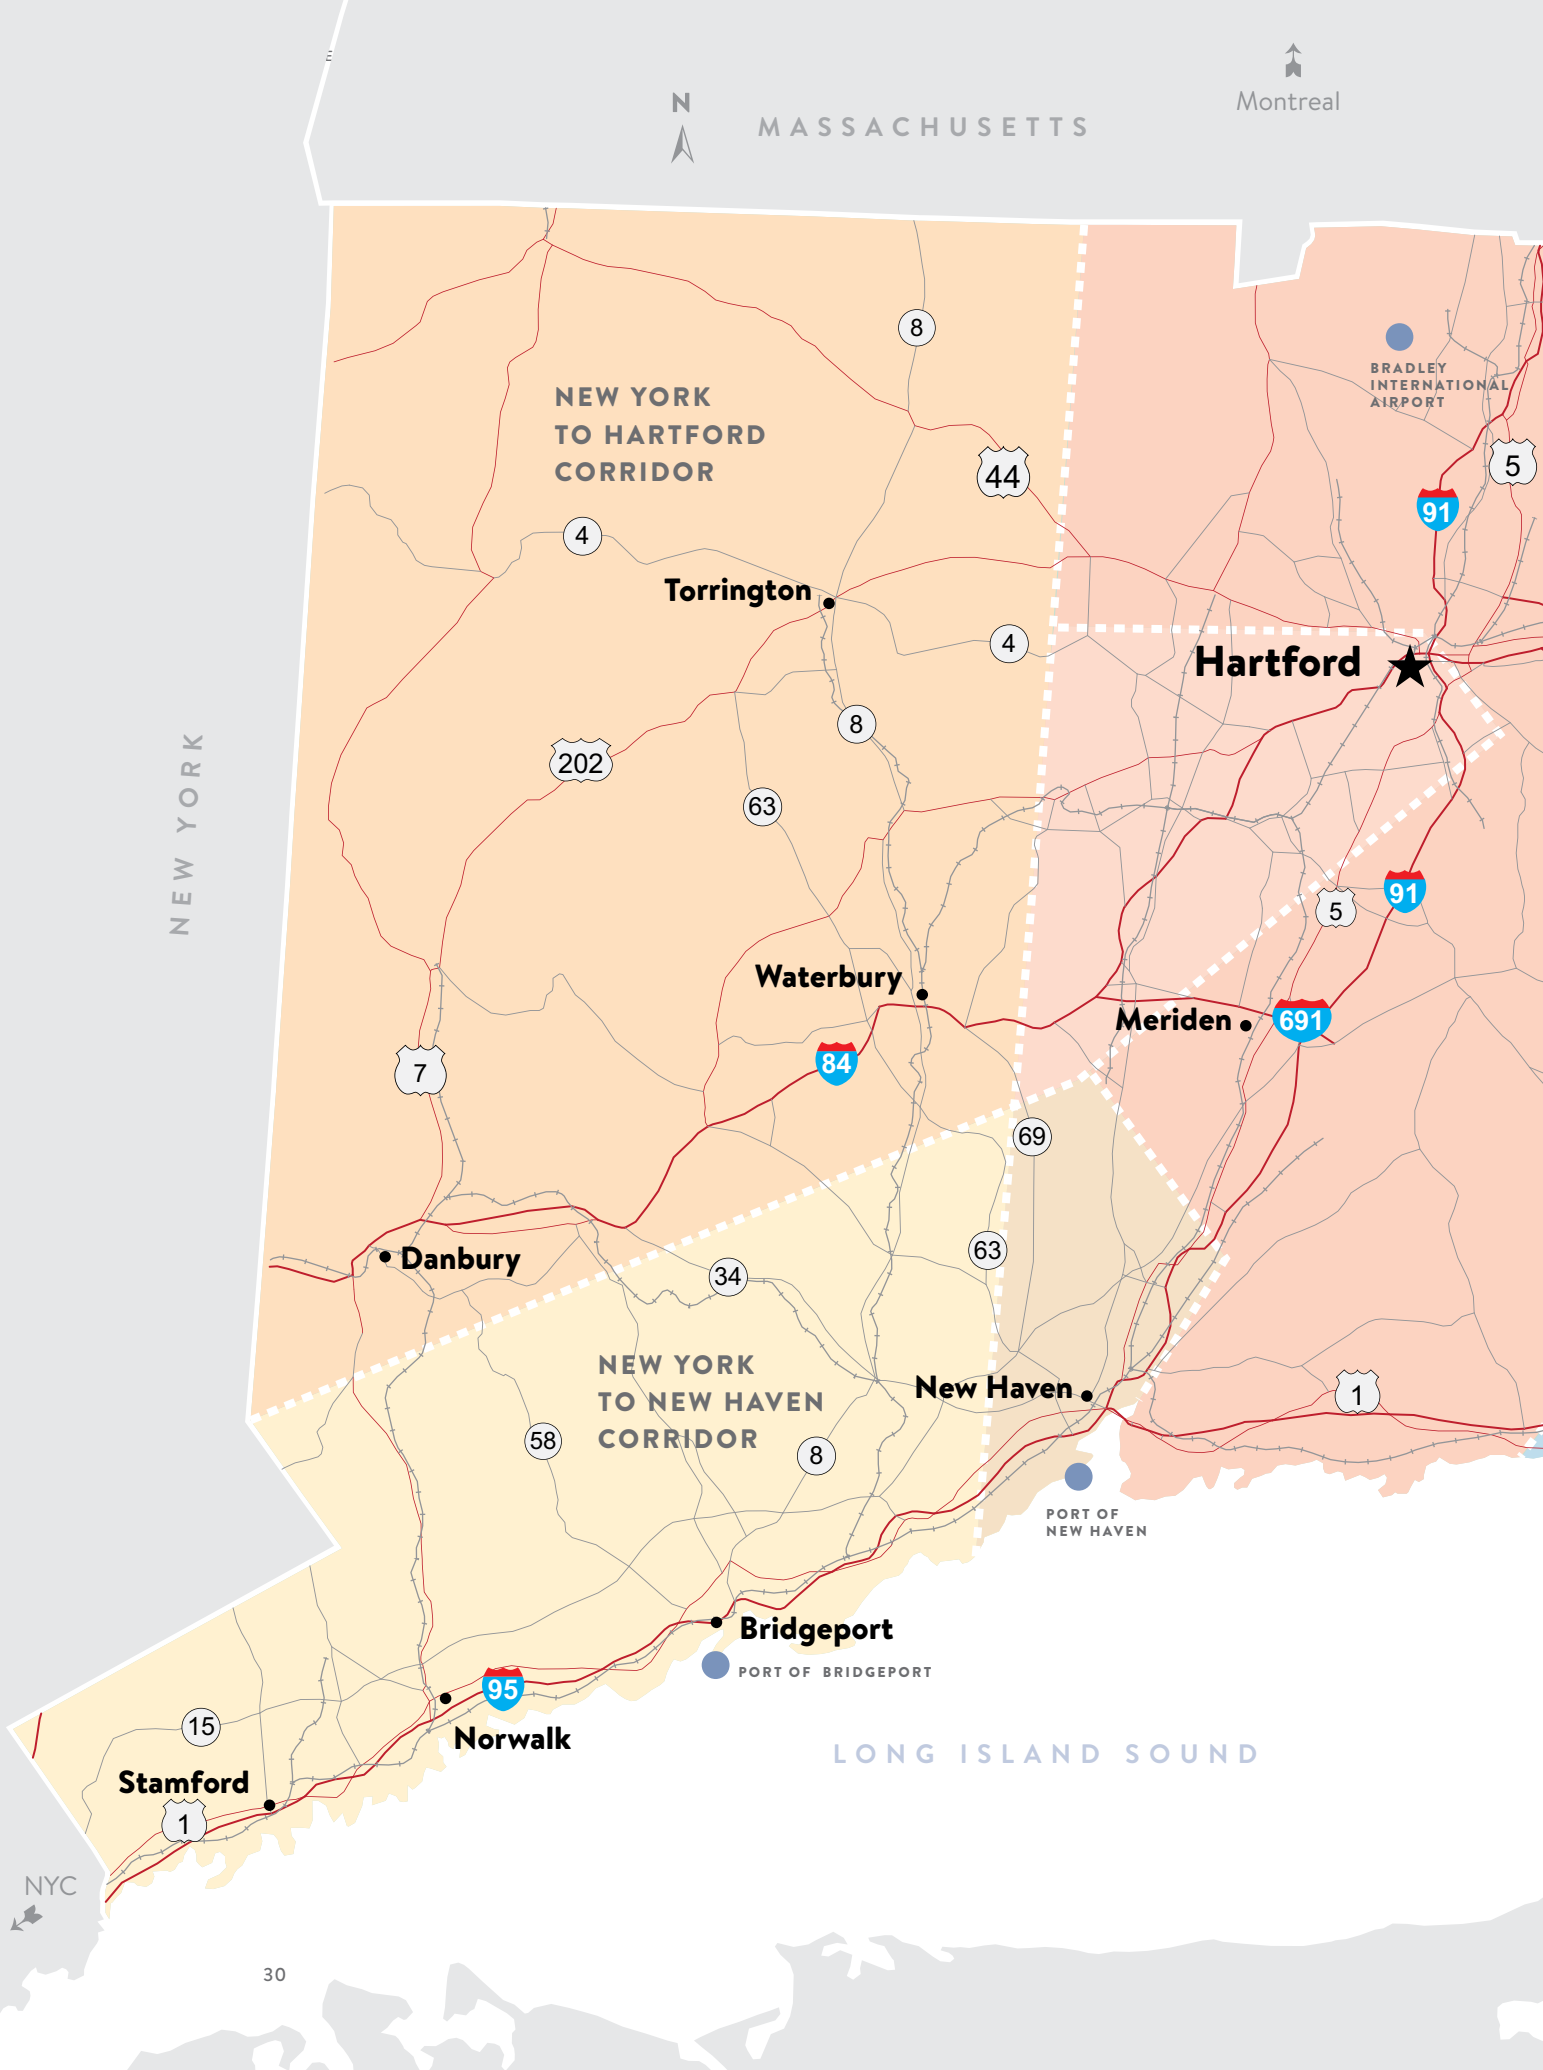 E
Montreal
N
MASSACHUSETTS
8
BRADLEY
INTERNATIONAL
AIRPORT
NEW YORK
TO HARTFORD
CORRIDOR
44
5
91
4
Torrington
4
Hartford
8
202
NEW YORK
63
91
5
Waterbury
Meriden
691
84
7
69
63
Danbury
34
NEW YORK
TO NEW HAVEN
CORRIDOR
New Haven
1
58
8
PORT OF
NEW HAVEN
Bridgeport
PORT OF BRIDGEPORT
95
15
Norwalk
LONG ISLAND SOUND
Stamford
1
NYC
30